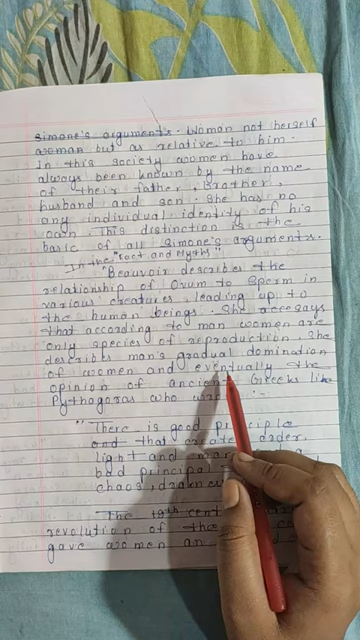 Simone's arguments. Woman not herself
woman but as relative to him.
In this society women have
always been known by the name
of their father, brother,
husband and son. She has no
any individual identity of his
own. This distinction is the
basic of all Simone's arguments.
In the "Fact and Myths"
"Beauvoir describes the
relationship of Ovum to Sperm in
various creatures, leading up to
the human beings. She
that according to man women are
only species of reproduction, She
describes man's gradual domination
of women and eventually the
opinion of ancient Greeks like
Pythagoras who :-
"There is good principle
and that create order,
light and a
bad principal
chaos,
The 19th
revolution of the
gave women an